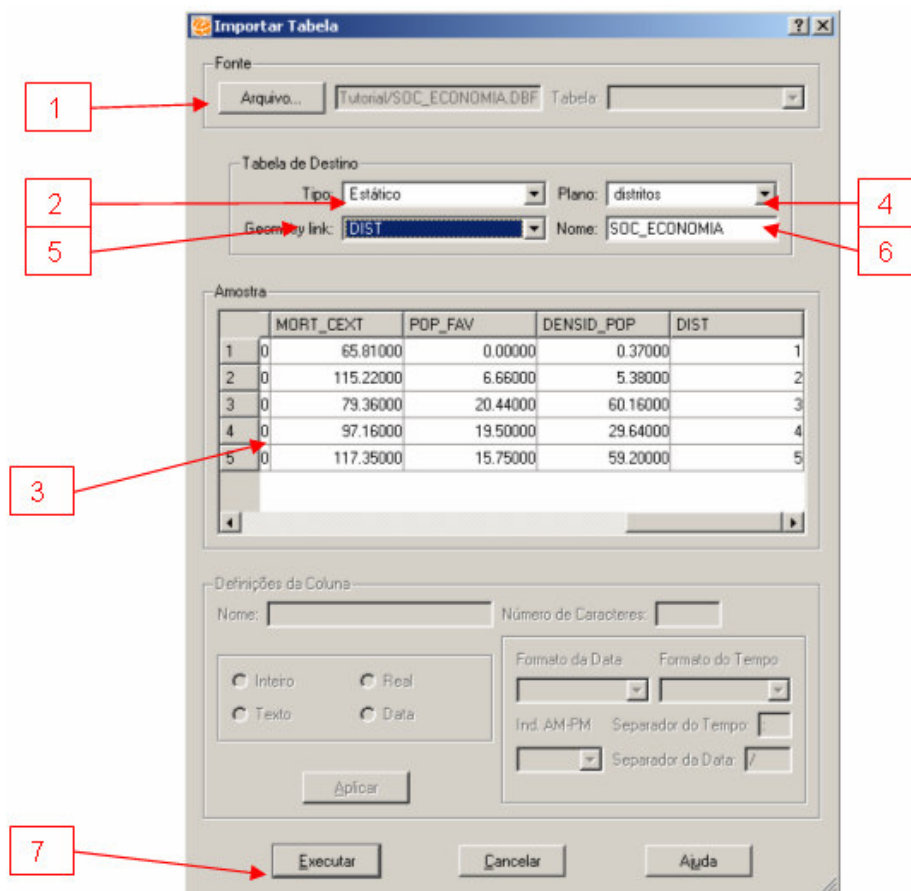 Importar Tabela
Fonte
1
Arquivo... Tutorial/SOC_ECONOMIA.DBF Tabela:
Tabela de Destino
2 Tipo: Estático Plano: distritos 4
5 Geometry link: DIST Nome: SOC_ECONOMIA 6
Amostra
MORT_CEXT POP_FAV DENSID_POP DIST
1 0 65.81000 0.00000 0.37000 1
2 0 115.22000 6.66000 5.38000 2
3 0 79.36000 20.44000 60.16000 3
4 0 97.16000 19.50000 29.64000 4
5 0 117.35000 15.75000 59.20000 5
3
Definições da Coluna
Nome: Número de Caracteres:
Formato da Data Formato do Tempo
Inteiro Real
Texto Data
Ind. AM-PM Separador do Tempo: :
Separador da Data: /
Aplicar
7
Executar Cancelar Ajuda